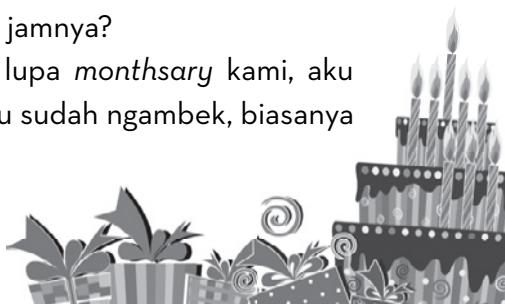 jamnya?
lupa monthsary kami, aku
sudah ngambek, biasanya